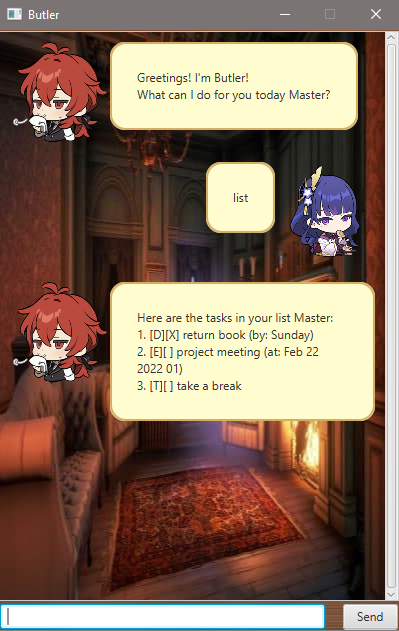 Butler
Greetings! I'm Butler!
What can I do for you today Master?
list
Here are the tasks in your list Master:
1. [D][X] return book (by: Sunday)
2. [E][ ] project meeting (at: Feb 22
2022 01)
3. [T][ ] take a break
Send